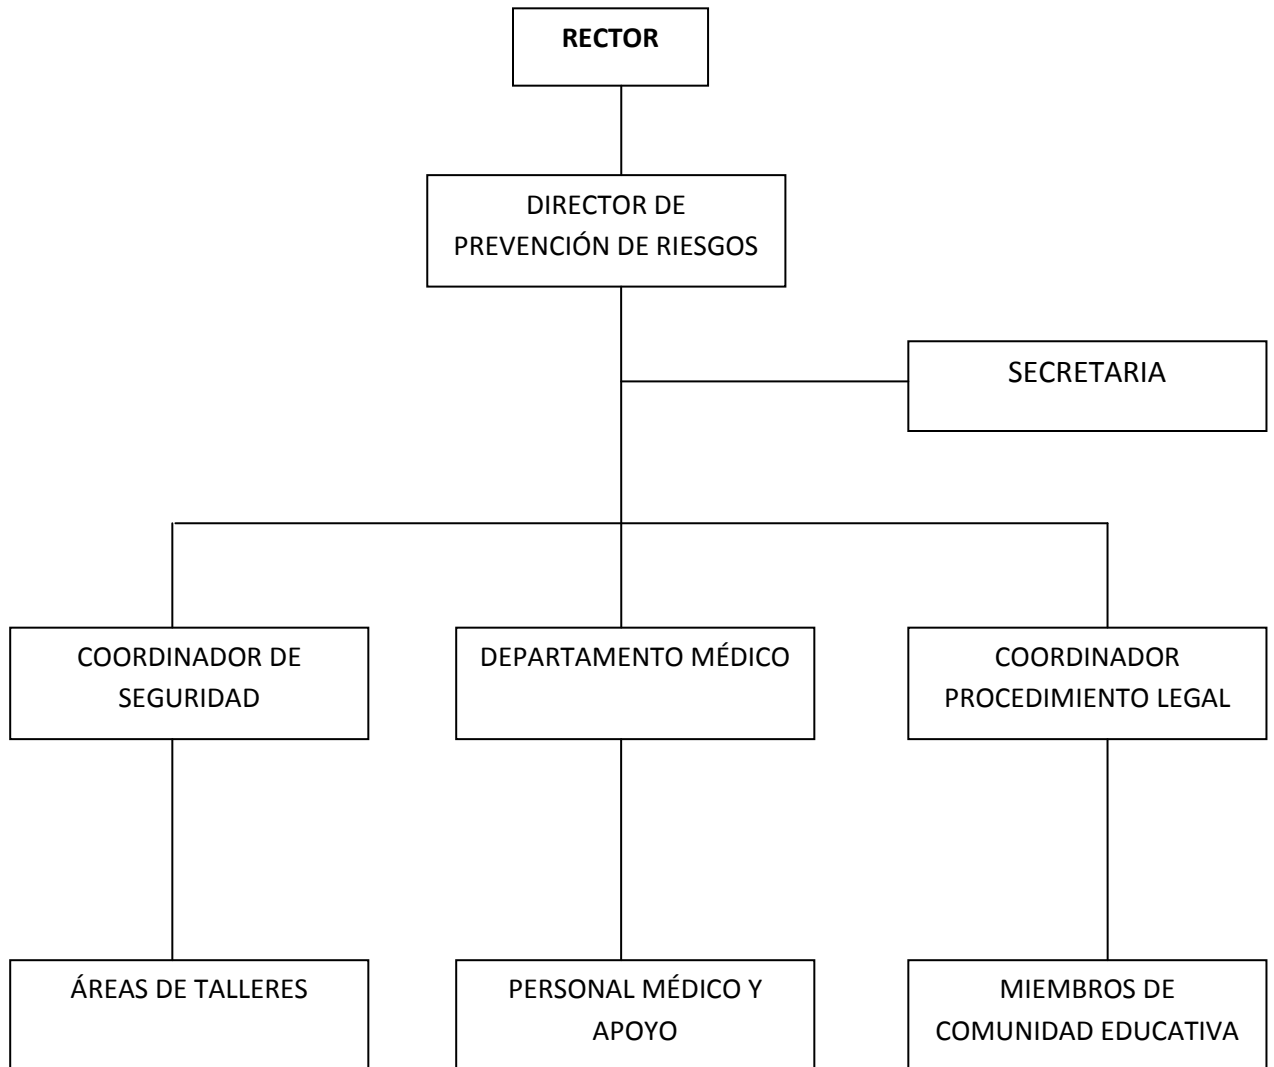 RECTOR
DIRECTOR DE
PREVENCIÓN DE RIESGOS
SECRETARIA
COORDINADOR DE
SEGURIDAD
DEPARTAMENTO MÉDICO
COORDINADOR
PROCEDIMIENTO LEGAL
ÁREAS DE TALLERES
PERSONAL MÉDICO Y
APOYO
MIEMBROS DE
COMUNIDAD EDUCATIVA